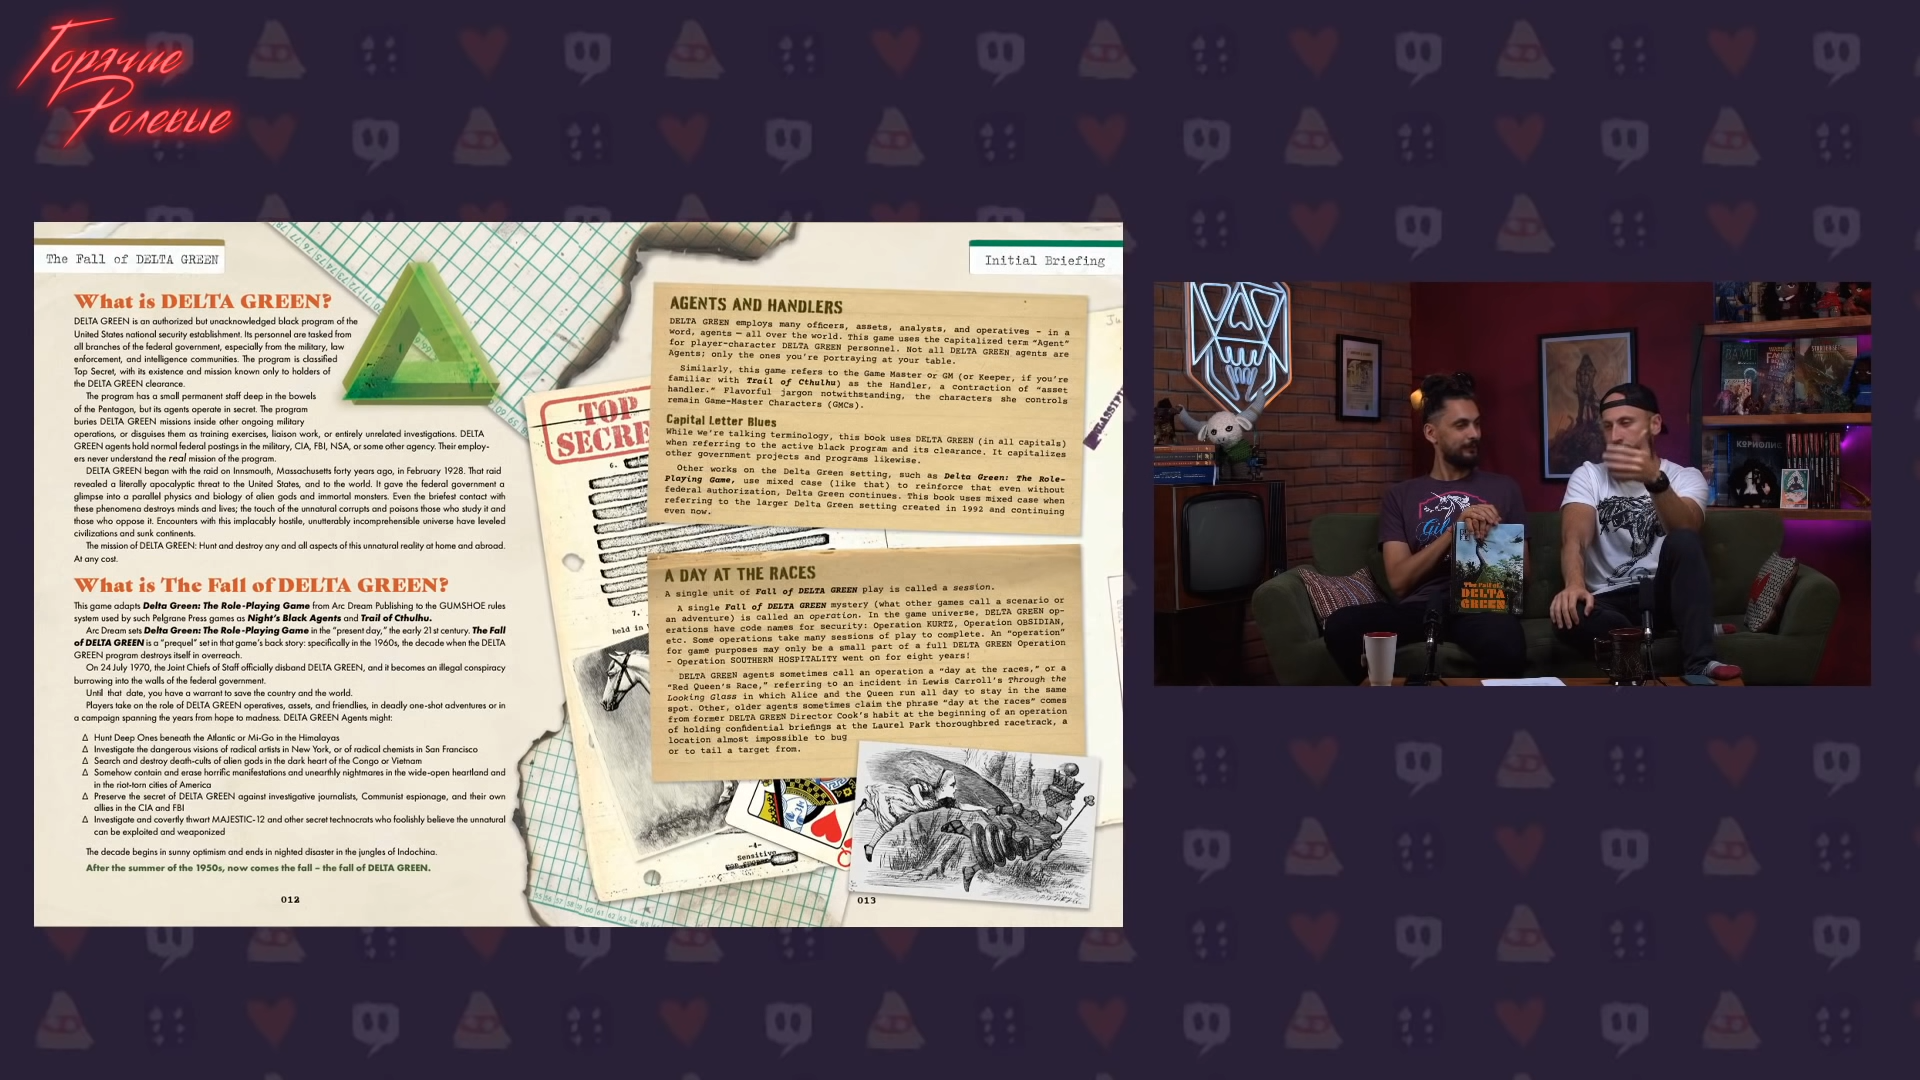 Горячие
Ролевые
The Fall of DELTA GREEN
What is DELTA GREEN?
DELTA GREEN is an authorized but unacknowledged black program of the
United States national security establishment. Its personnel are tasked from
all branches of the federal government, especially from the military, law
enforcement, and intelligence communities. The program is classified
Top Secret, with its existence and mission known only to holders of
the DELTA GREEN clearance.
The program has a small permanent staff deep in the bowels
of the Pentagon, but its agents operate in secret. The program
buries DELTA GREEN missions inside other ongoing military
operations, or disguises them as training exercises, liaison work, or entirely unrelated investigations. DELTA
GREEN agents hold normal federal postings in the military, CIA, FBI, NSA, or some other agency. Their employ-
ers never understand the real mission of the program.
DELTA GREEN began with the raid on Innsmouth, Massachusetts forty years ago, in February 1928. That raid
revealed a literally apocalyptic threat to the United States, and to the world. It gave the federal government a
glimpse into a parallel physics and biology of alien gods and immortal monsters. Even the briefest contact with
these phenomena destroys minds and lives; the touch of the unnatural corrupts and poisons those who study it and
those who oppose it. Encounters with this implacably hostile, unutterably incomprehensible universe have leveled
civilizations and sunk continents.
The mission of DELTA GREEN: Hunt and destroy any and all aspects of this unnatural reality at home and abroad.
At any cost.
What is The Fall of DELTA GREEN?
This game adapts Delta Green: The Role-Playing Game from Arc Dream Publishing to the GUMSHOE rules
system used by such Pelgrane Press games as Night's Black Agents and Trail of Cthulhu.
Arc Dream sets Delta Green: The Role-Playing Game in the "present day," the early 21st century. The Fall
of DELTA GREEN is a "prequel" set in that game's back story: specifically in the 1960s, the decade when the DELTA
GREEN program destroys itself in overreach.
On 24 July 1970, the Joint Chiefs of Staff officially disband DELTA GREEN, and it becomes an illegal conspiracy
burrowing into the walls of the federal government.
Until that date, you have a warrant to save the country and the world.
Players take on the role of DELTA GREEN operatives, assets, and friendlies, in deadly one-shot adventures or in
a campaign spanning the years from hope to madness. DELTA GREEN Agents might:
Δ Hunt Deep Ones beneath the Atlantic or Mi-Go in the Himalayas
Δ Investigate the dangerous visions of radical artists in New York, or of radical chemists in San Francisco
Δ Search and destroy death-cults of alien gods in the dark heart of the Congo or Vietnam
Δ Somehow contain and erase horrific manifestations and unearthly nightmares in the wide-open heartland and
in the riot-torn cities of America
Δ Preserve the secret of DELTA GREEN against investigative journalists, Communist espionage, and their own
allies in the CIA and FBI
Δ Investigate and covertly thwart MAJESTIC-12 and other secret technocrats who foolishly believe the unnatural
can be exploited and weaponized
The decade begins in sunny optimism and ends in nighted disaster in the jungles of Indochina.
After the summer of the 1950s, now comes the fall – the fall of DELTA GREEN.
012
TOP
SECRE
6.
7.
held in
-4-
Sensitive
Initial Briefing
AGENTS AND HANDLERS
DELTA GREEN employs many officers, assets, analysts, and operatives – in a
word, agents — all over the world. This game uses the capitalized term "Agent"
for player-character DELTA GREEN personnel. Not all DELTA GREEN agents are
Agents; only the ones you're portraying at your table.
Similarly, this game refers to the Game Master or GM (or Keeper, if you're
familiar with Trail of Cthulhu) as the Handler, a contraction of "asset
handler." Flavorful jargon notwithstanding, the characters she controls
remain Game-Master Characters (GMCs).
Capital Letter Blues
While we're talking terminology, this book uses DELTA GREEN (in all capitals)
when referring to the active black program and its clearance. It capitalizes
other government projects and programs likewise.
Other works on the Delta Green setting, such as Delta Green: The Role-
Playing Game, use mixed case (like that) to reinforce that even without
federal authorization, Delta Green continues. This book uses mixed case when
referring to the larger Delta Green setting created in 1992 and continuing
even now.
A DAY AT THE RACES
A single unit of Fall of DELTA GREEN play is called a session.
A single Fall of DELTA GREEN mystery (what other games call a scenario or
an adventure) is called an operation. In the game universe, DELTA GREEN op-
erations have code names for security: Operation KURTZ, Operation OBSIDIAN,
etc. Some operations take many sessions of play to complete. An "operation"
for game purposes may only be a small part of a full DELTA GREEN Operation
– Operation SOUTHERN HOSPITALITY went on for eight years!
DELTA GREEN agents sometimes call an operation a "day at the races," or a
"Red Queen's Race," referring to an incident in Lewis Carroll's Through the
Looking Glass in which Alice and the Queen run all day to stay in the same
spot. Other, older agents sometimes claim the phrase "day at the races" comes
from former DELTA GREEN Director Cook's habit at the beginning of an operation
of holding confidential briefings at the Laurel Park thoroughbred racetrack, a
location almost impossible to bug
or to tail a target from.
013
The Fall of
DELTA
GREEN
КОРИОЛИС